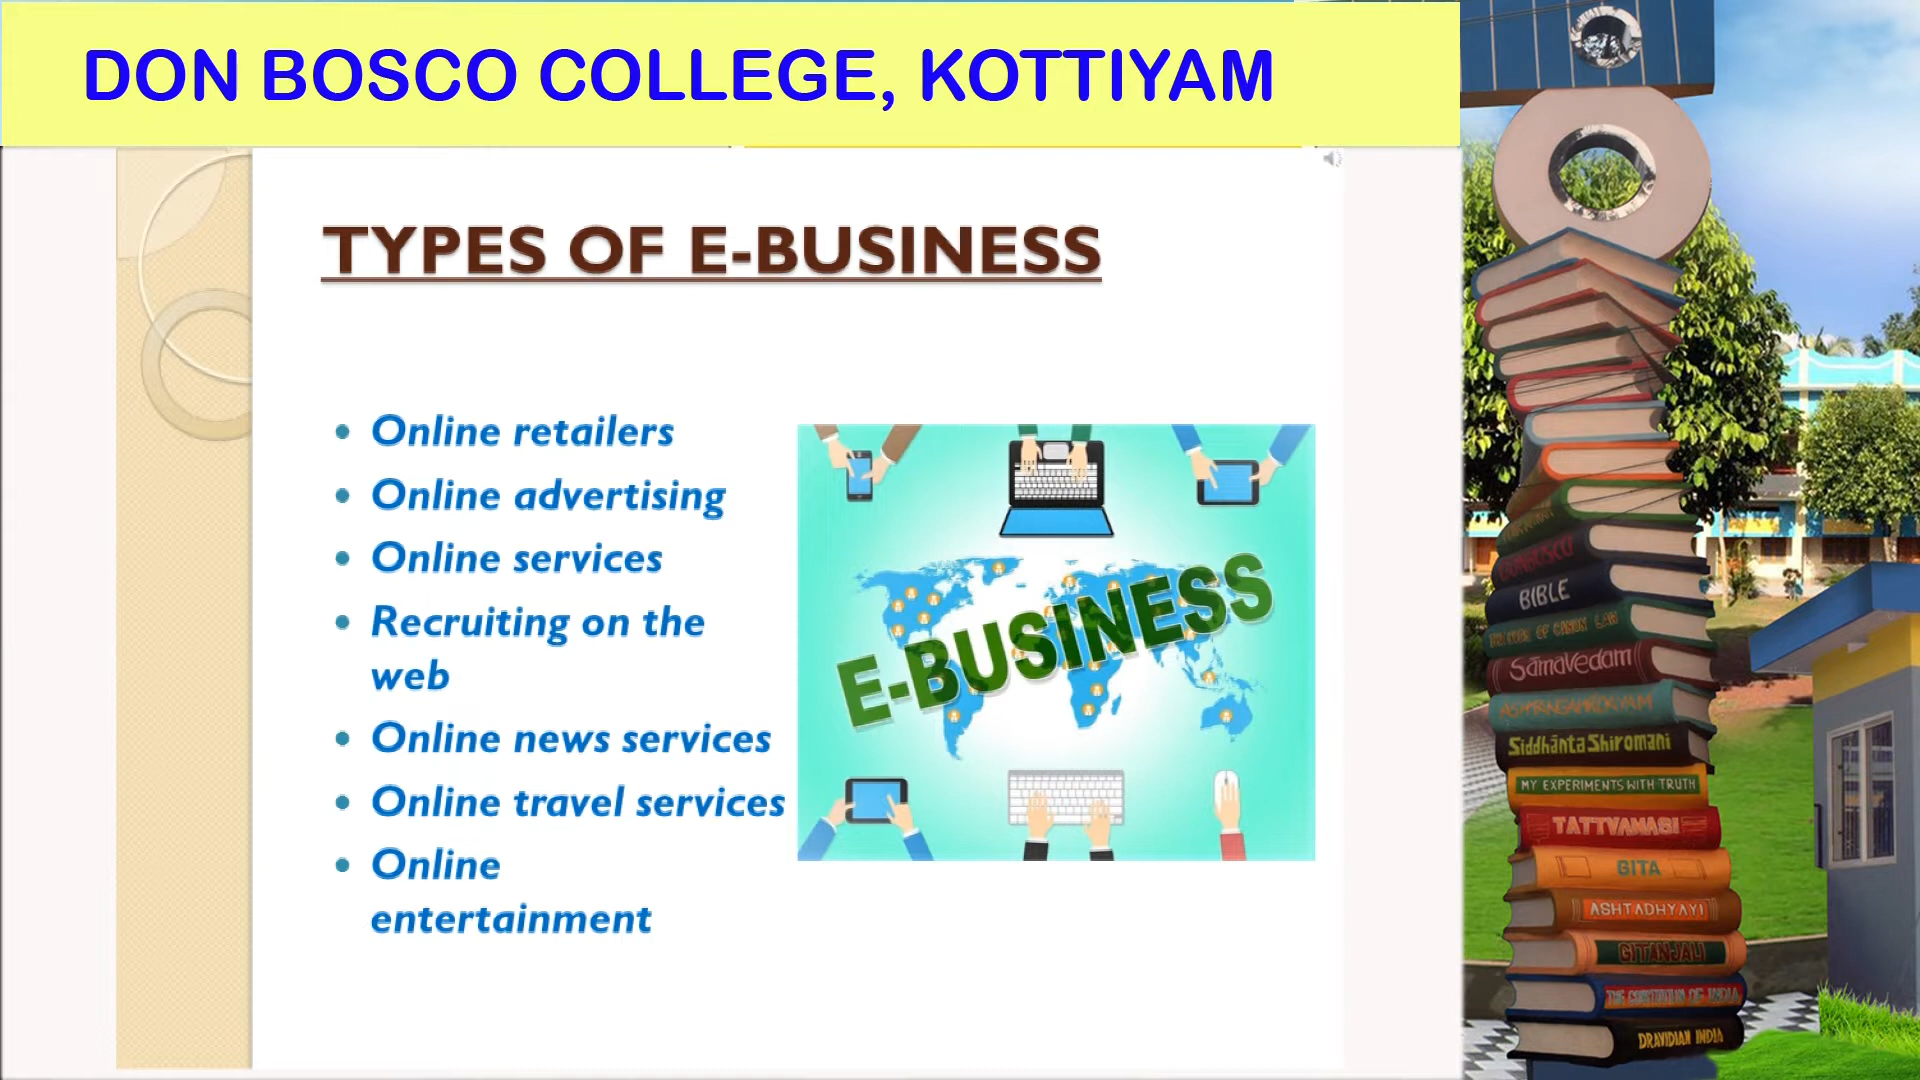 DON BOSCO COLLEGE, KOTTIYAM
TYPES OF E-BUSINESS
• Online retailers
• Online advertising
• Online services
• Recruiting on the
web
• Online news services
• Online travel services
• Online
entertainment
E-BUSINESS
BIBLE
SāmaVedam
Siddhānta Shiromani
MY EXPERIMENTS WITH TRUTH
TATTVAMASI
GITA
ASHTADHYAYI
GITANJALI
THE CONSTITUTION OF INDIA
DRAVIDIAN INDIA